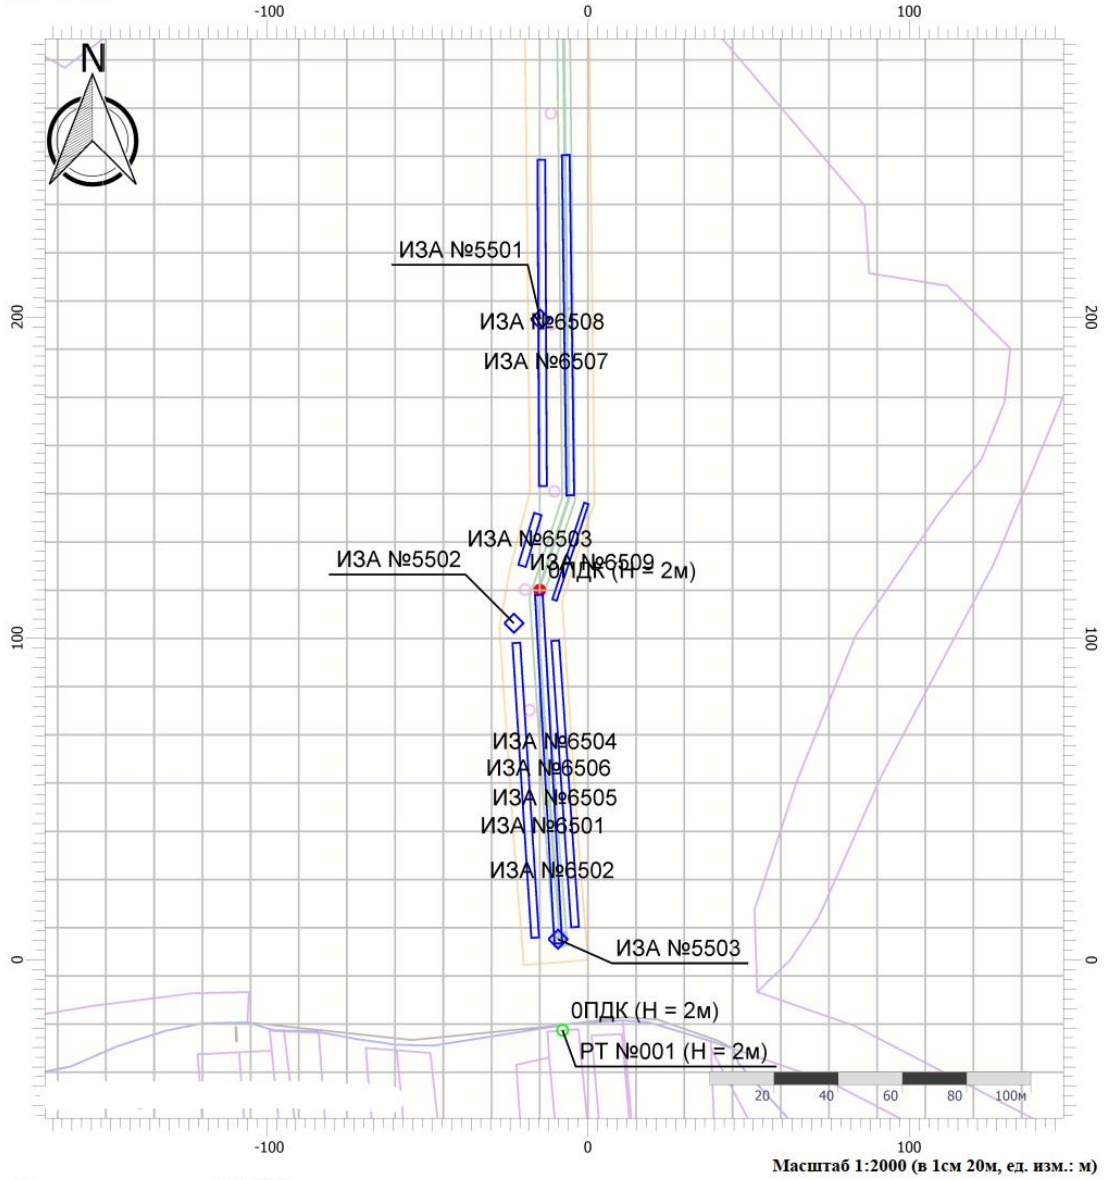 -100 0 100
N
ИЗА №5501
200 200
ИЗА №6508
ИЗА №6507
ИЗА №6503
ИЗА №5502
ИЗА №6509
0ПДК (H = 2м)
100 100
ИЗА №6504
ИЗА №6506
ИЗА №6505
ИЗА №6501
ИЗА №6502
ИЗА №5503
0 0
0ПДК (H = 2м)
РТ №001 (H = 2м)
20 40 60 80 100м
-100 0 100
Масштаб 1:2000 (в 1см 20м, ед. изм.: м)